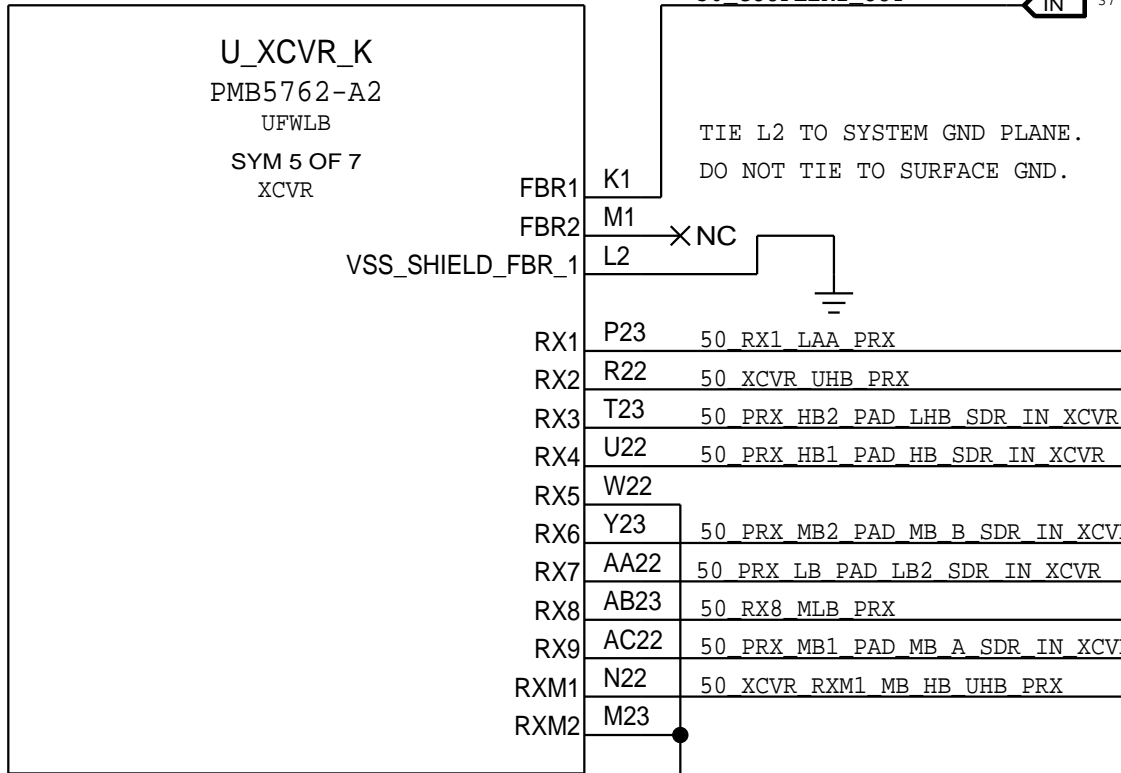 IN 37
U_XCVR_K
PMB5762-A2
UFWLB
SYM 5 OF 7
XCVR
TIE L2 TO SYSTEM GND PLANE.
DO NOT TIE TO SURFACE GND.
FBR1 K1
FBR2 M1 NC
VSS_SHIELD_FBR_1 L2
RX1 P23 50_RX1_LAA_PRX
RX2 R22 50_XCVR_UHB_PRX
RX3 T23 50_PRX_HB2_PAD_LHB_SDR_IN_XCVR
RX4 U22 50_PRX_HB1_PAD_HB_SDR_IN_XCVR
RX5 W22
RX6 Y23 50_PRX_MB2_PAD_MB_B_SDR_IN_XCV
RX7 AA22 50_PRX_LB_PAD_LB2_SDR_IN_XCVR
RX8 AB23 50_RX8_MLB_PRX
RX9 AC22 50_PRX_MB1_PAD_MB_A_SDR_IN_XCV
RXM1 N22 50_XCVR_RXM1_MB_HB_UHB_PRX
RXM2 M23